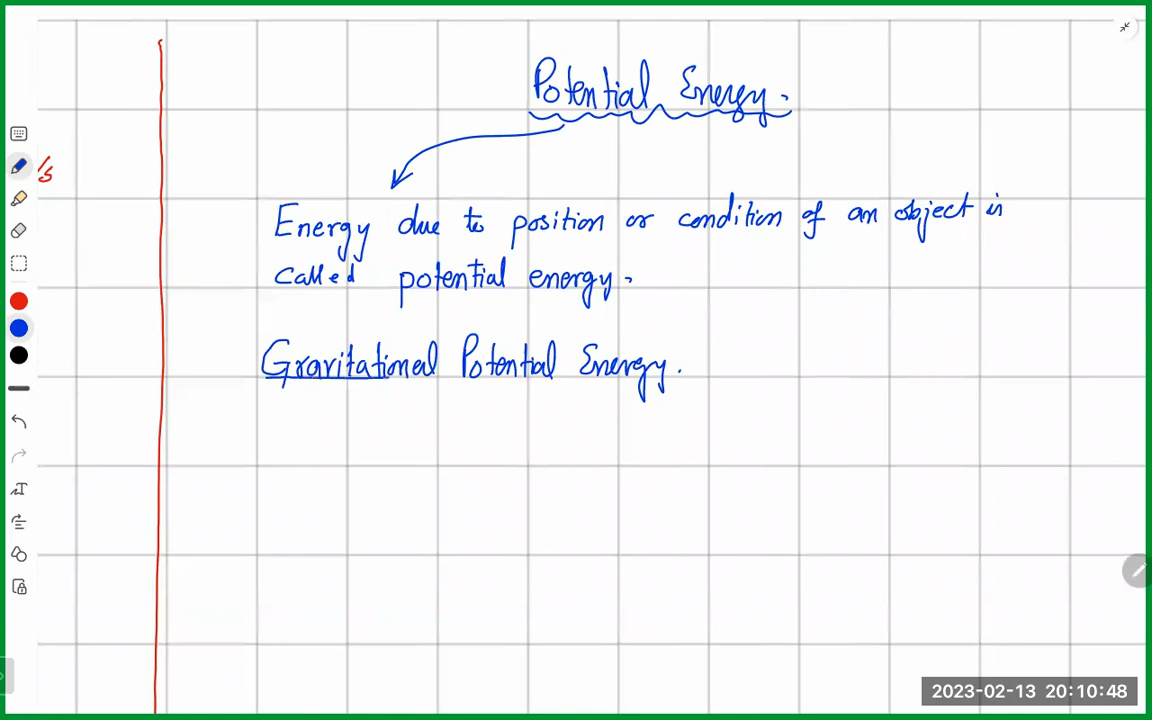 Potential Energy.
/s
Energy due to position or condition of an object is
called potential energy.
Gravitational Potential Energy.
2023-02-13 20:10:48